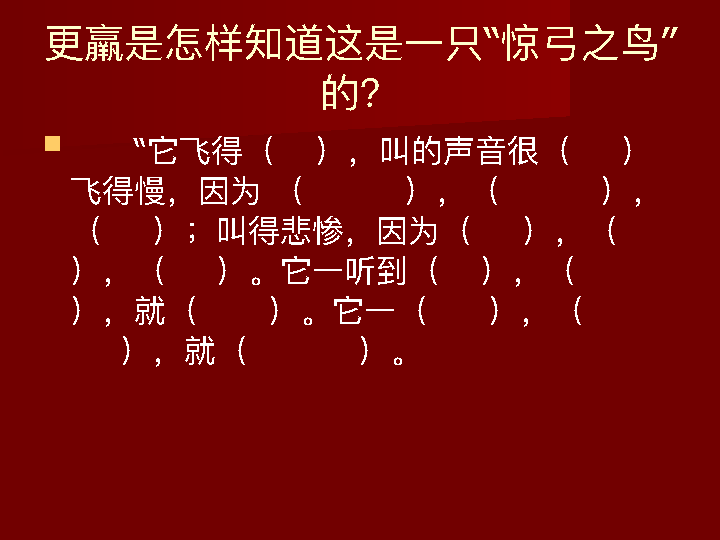 更羸是怎样知道这是一只“惊弓之鸟”
的?
“它飞得（ ），叫的声音很（ ）
飞得慢，因为 （ ），（ ），
（ ）；叫得悲惨，因为（ ），（
），（ ）。它一听到（ ），（
），就（ ）。它一（ ），（
），就（ ）。